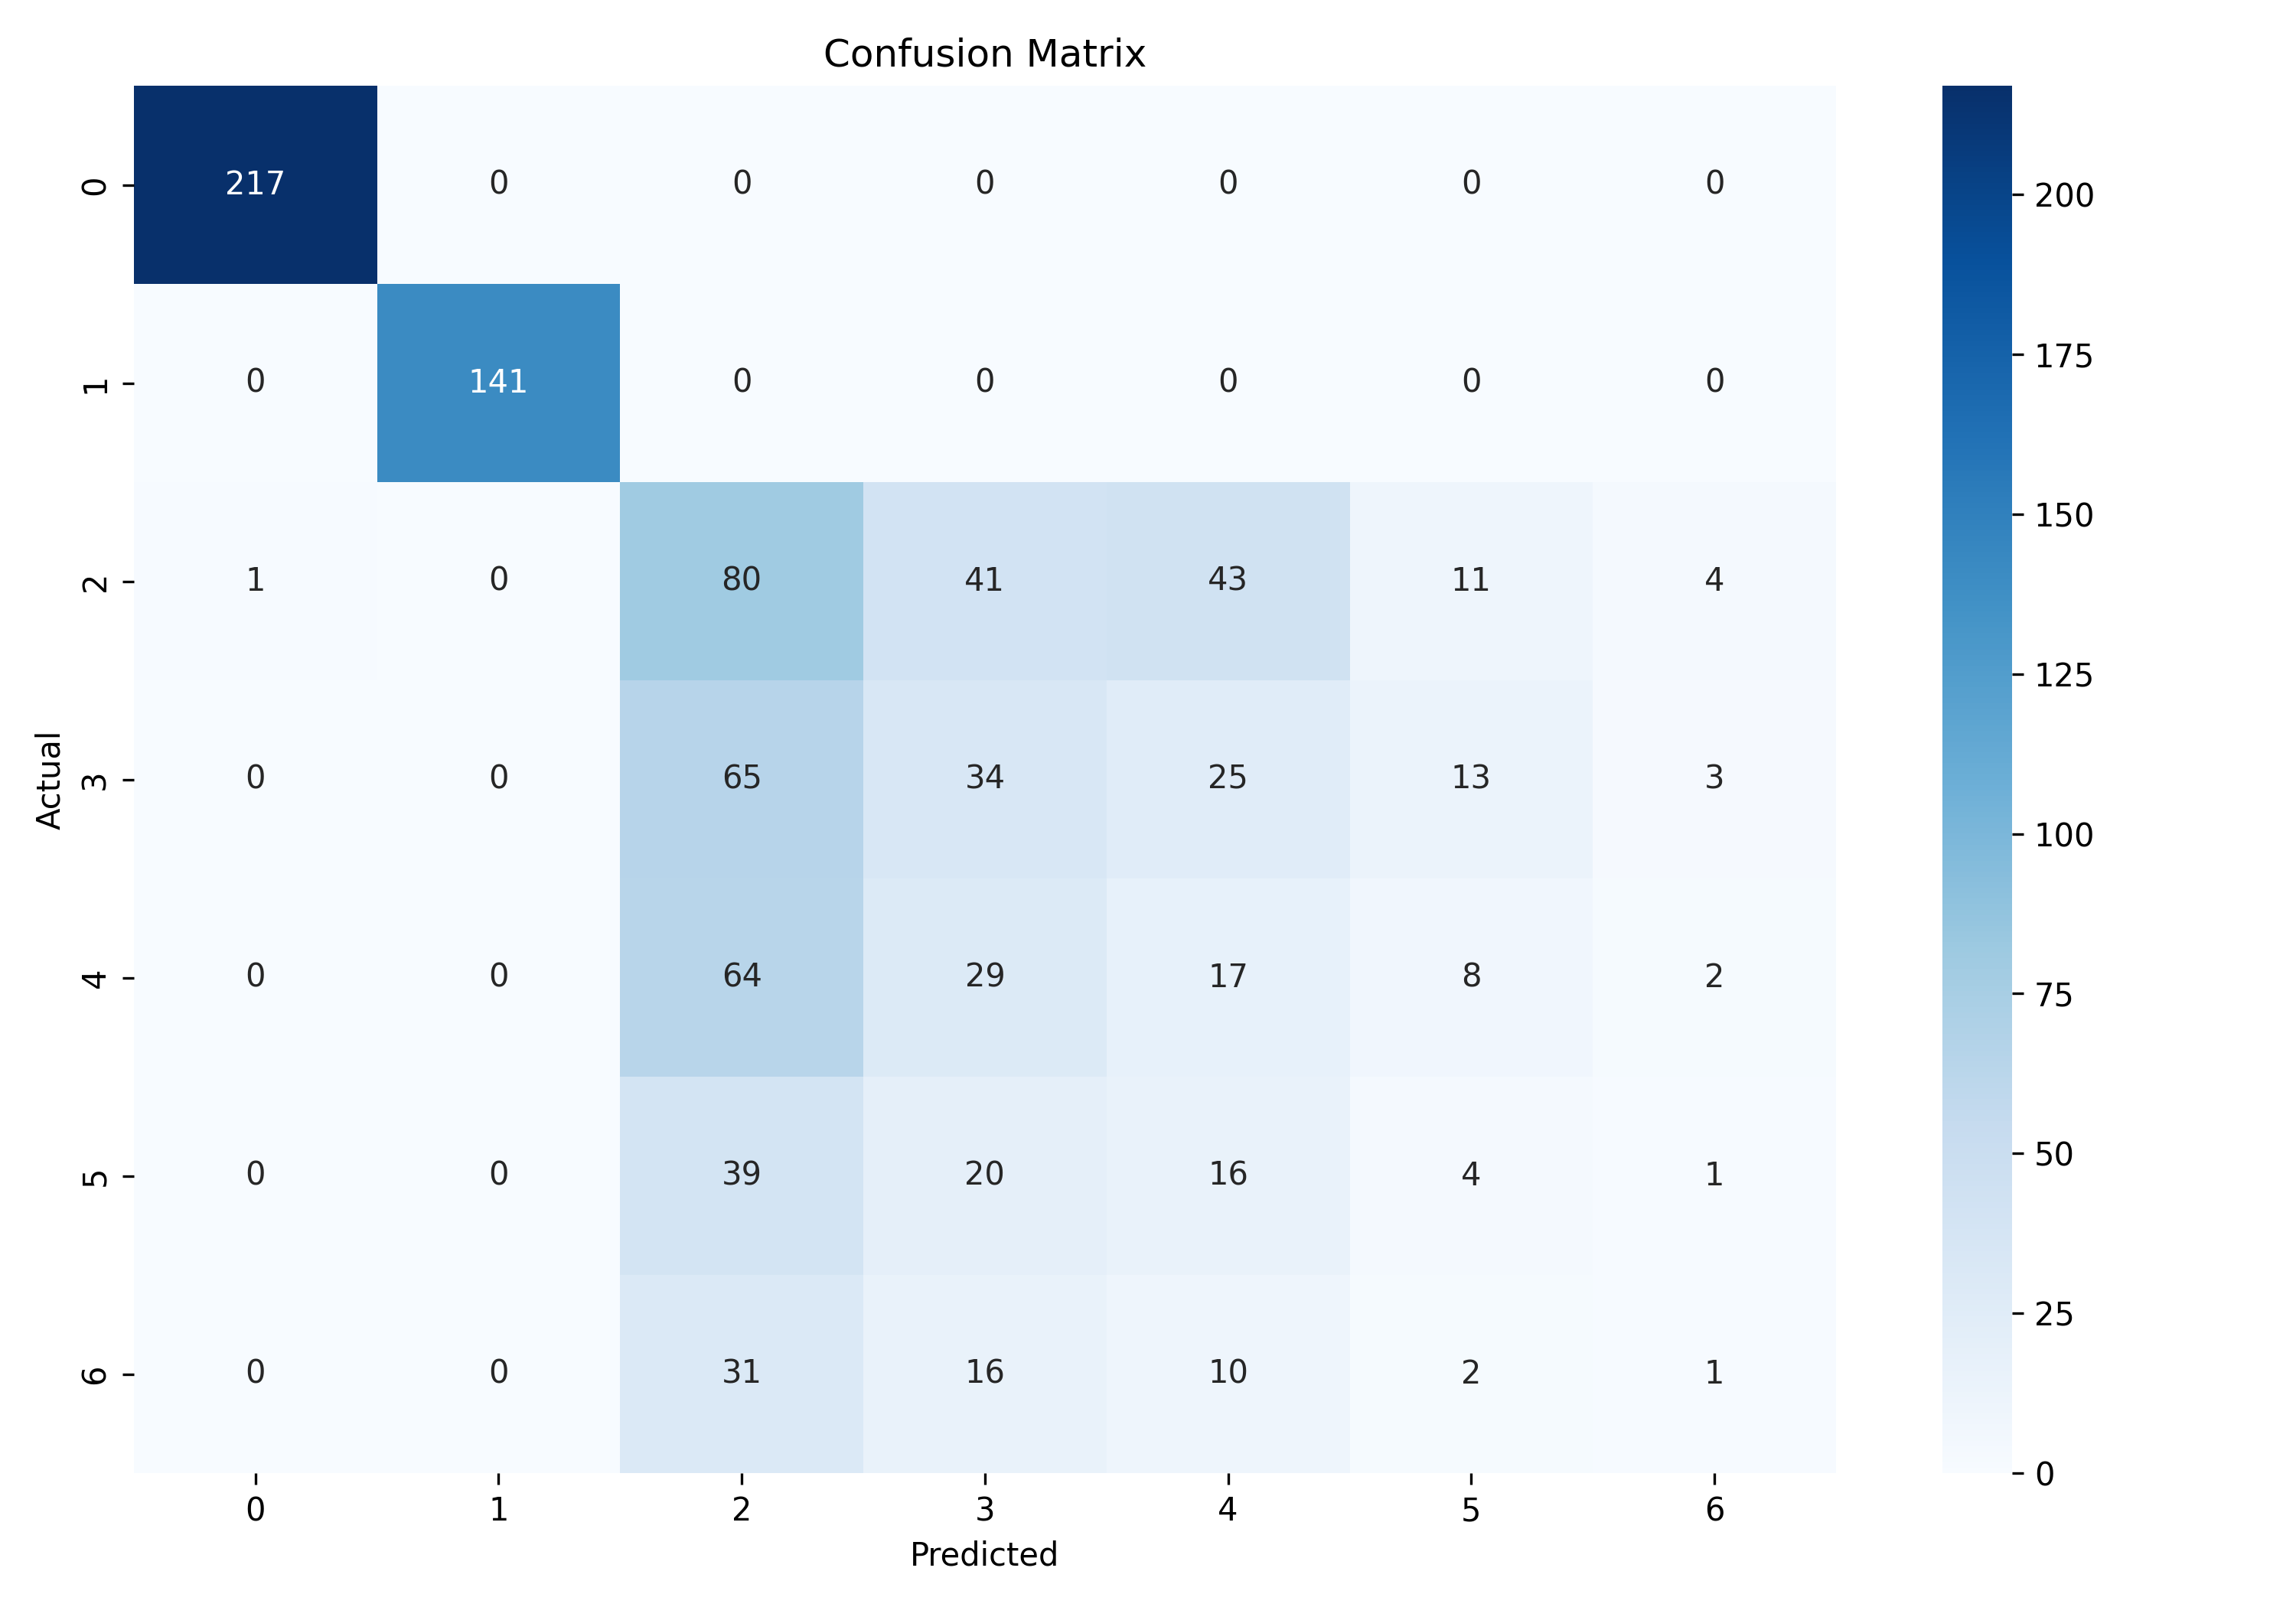 Confusion Matrix
0 217 0 0 0 0 0 0
1 0 141 0 0 0 0 0
2 1 0 80 41 43 11 4
3 0 0 65 34 25 13 3
4 0 0 64 29 17 8 2
5 0 0 39 20 16 4 1
6 0 0 31 16 10 2 1
0 1 2 3 4 5 6
Predicted
Actual
200
175
150
125
100
75
50
25
0